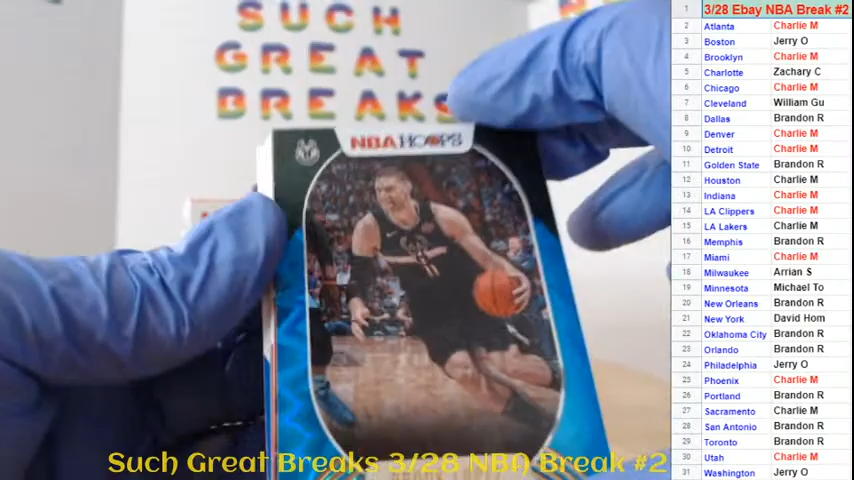 SUCH
GREAT
BREAKS
NBA HOOPS
11
1 3/28 Ebay NBA Break #2
2 Atlanta Charlie M
3 Boston Jerry O
4 Brooklyn Charlie M
5 Charlotte Zachary C
6 Chicago Charlie M
7 Cleveland William Gu
8 Dallas Brandon R
9 Denver Charlie M
10 Detroit Charlie M
11 Golden State Brandon R
12 Houston Charlie M
13 Indiana Charlie M
14 LA Clippers Charlie M
15 LA Lakers Charlie M
16 Memphis Brandon R
17 Miami Charlie M
18 Milwaukee Arrian S
19 Minnesota Michael To
20 New Orleans Brandon R
21 New York David Hom
22 Oklahoma City Brandon R
23 Orlando Brandon R
24 Philadelphia Jerry O
25 Phoenix Charlie M
26 Portland Brandon R
27 Sacramento Charlie M
28 San Antonio Brandon R
29 Toronto Brandon R
30 Utah Charlie M
31 Washington Jerry O
Such Great Breaks 3/28 NBA Break #2